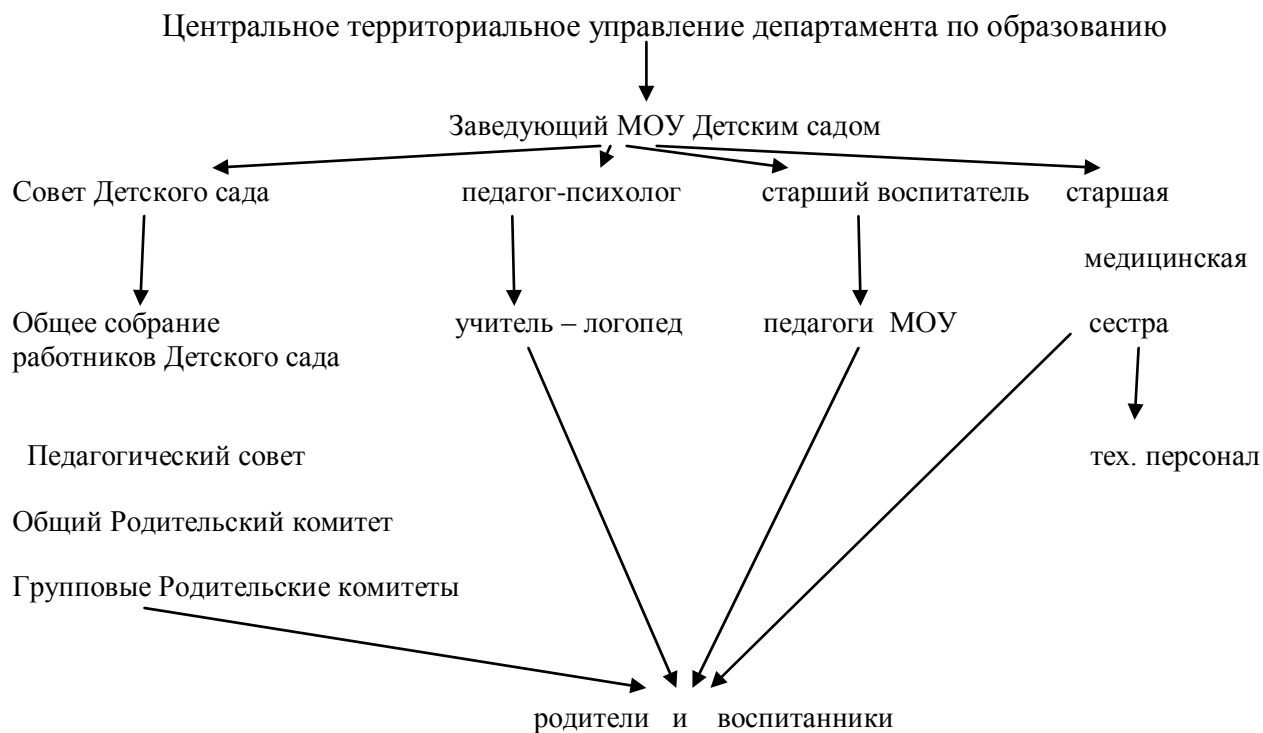 Центральное территориальное управление департамента по образованию
Заведующий МОУ Детским садом
Совет Детского сада педагог-психолог старший воспитатель старшая
медицинская
Общее собрание учитель – логопед педагоги МОУ сестра
работников Детского сада
Педагогический совет тех. персонал
Общий Родительский комитет
Групповые Родительские комитеты
родители и воспитанники